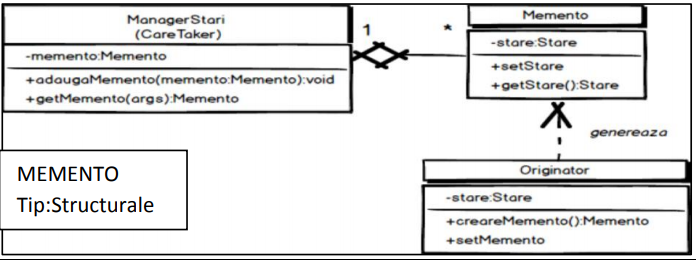 ManagerStari
(CareTaker)
-memento:Memento
+adaugaMemento(memento:Memento):void
+getMemento(args):Memento
1
*
Memento
-stare:Stare
+setStare
+getStare():Stare
genereaza
Originator
-stare:Stare
+creareMemento():Memento
+setMemento
MEMENTO
Tip:Structurale